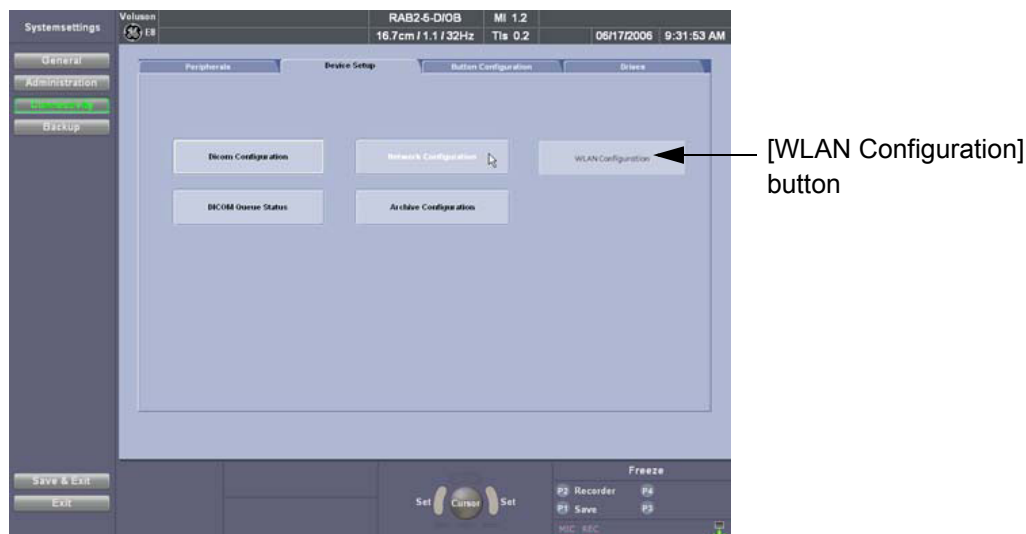 Systemsettings
Voluson
E8
RAB2-5-D/OB
MI 1.2
16.7cm / 1.1 / 32Hz
TIs 0.2
06/17/2006
9:31:53 AM
General
Administration
Connectivity
Backup
Peripherals
Device Setup
Button Configuration
Drives
Dicom Configuration
Network Configuration
WLAN Configuration
DICOM Queue Status
Archive Configuration
[WLAN Configuration]
button
Save & Exit
Exit
Set
Cursor
Set
Freeze
P2 Recorder P4
P1 Save P3
MIC REC